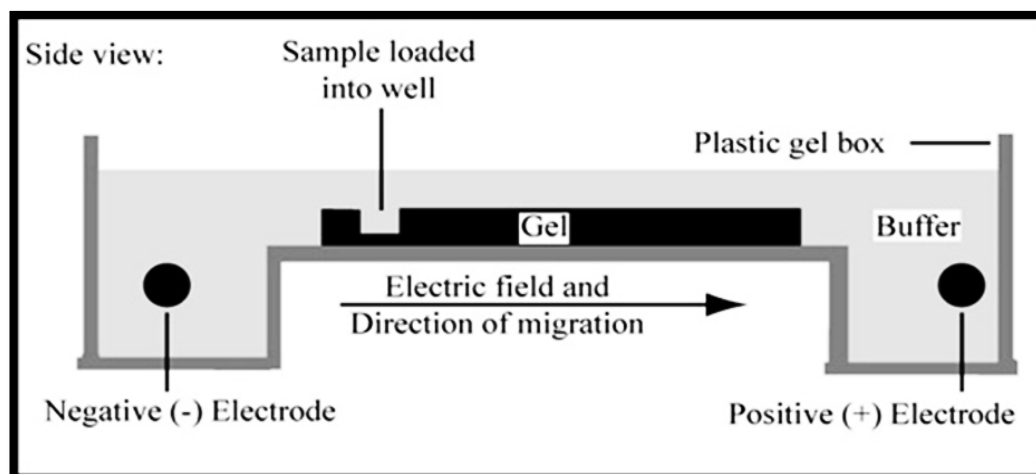 Side view:
Sample loaded
into well
Plastic gel box
Gel
Buffer
Electric field and
Direction of migration
Negative (-) Electrode
Positive (+) Electrode